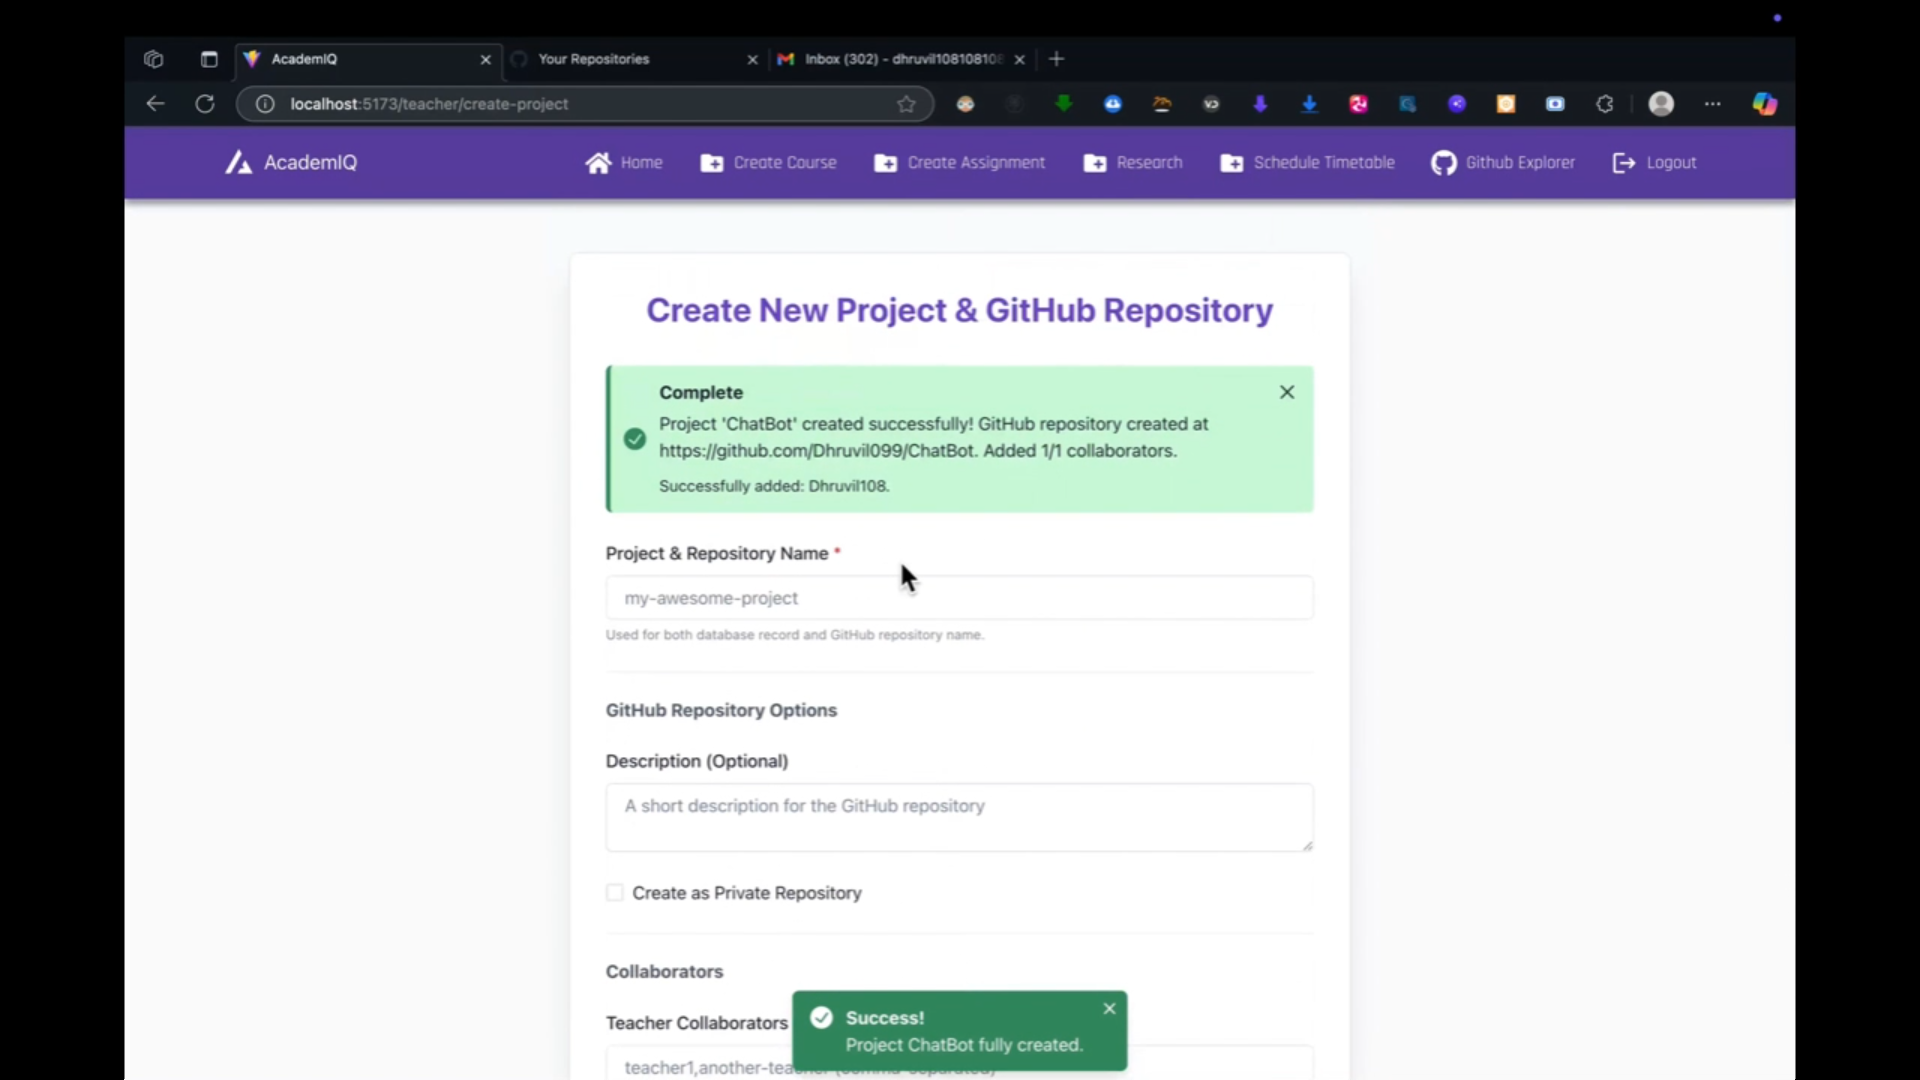 AcademIQ
Your Repositories
Inbox (302) - dhruvil108108108
localhost:5173/teacher/create-project
AcademIQ
Home
Create Course
Create Assignment
Research
Schedule Timetable
Github Explorer
Logout
Create New Project & GitHub Repository
Complete
Project 'ChatBot' created successfully! GitHub repository created at
https://github.com/Dhruvil099/ChatBot. Added 1/1 collaborators.
Successfully added: Dhruvil108.
Project & Repository Name *
my-awesome-project
Used for both database record and GitHub repository name.
GitHub Repository Options
Description (Optional)
A short description for the GitHub repository
Create as Private Repository
Collaborators
Teacher Collaborators
Success!
Project ChatBot fully created.
teacher1,another-teacher (comma-separated)